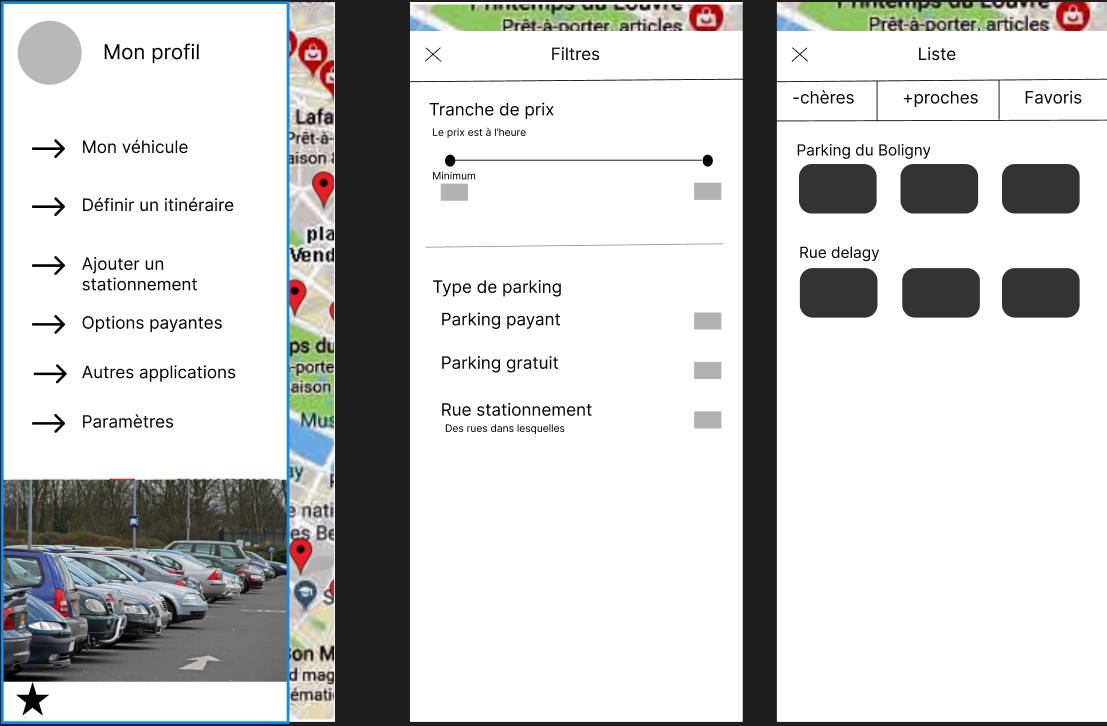 Mon profil
Mon véhicule
Définir un itinéraire
Ajouter un
stationnement
Options payantes
Autres applications
Paramètres
Lafa
Prêt-à-
aison
pla
Vend
ps du
-porte
aison
Mus
ay
e nati
es Be
S
on M
d mag
émati
Printemps du Louvre
Prêt-à-porter, articles
Filtres
Tranche de prix
Le prix est à l'heure
Minimum
Type de parking
Parking payant
Parking gratuit
Rue stationnement
Des rues dans lesquelles
Printemps du Louvre
Prêt-à-porter, articles
Liste
-chères
+proches
Favoris
Parking du Boligny
Rue delagy